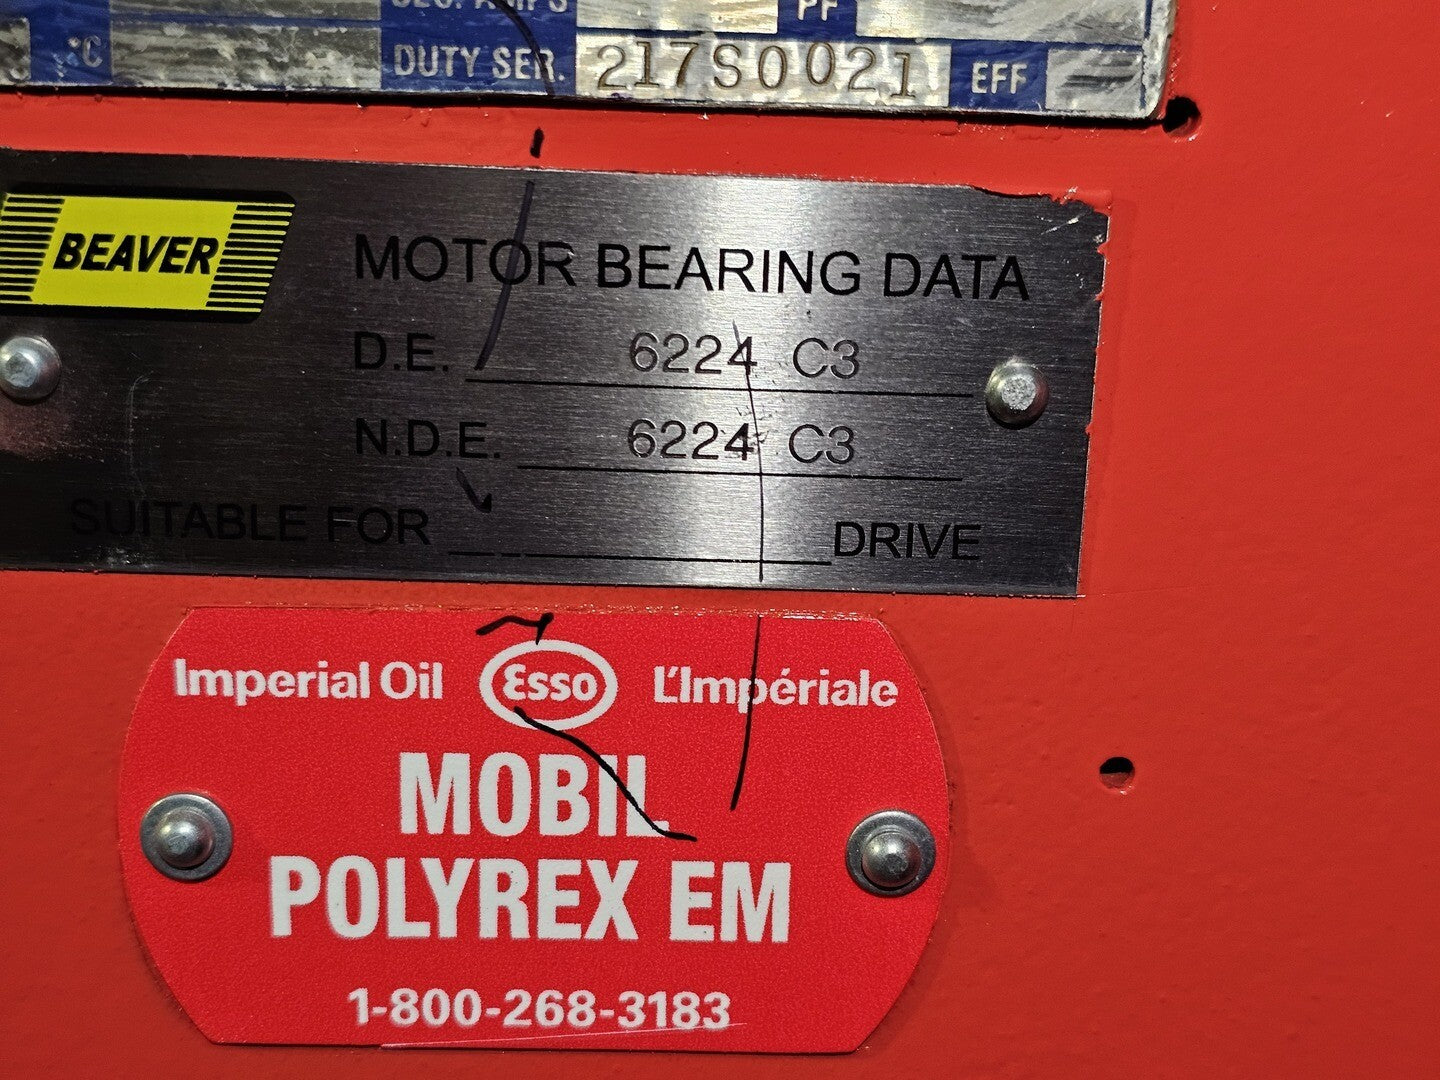 PF
°C
DUTY SER. 217S0021 EFF
BEAVER
MOTOR BEARING DATA
D.E. 6224 C3
N.D.E. 6224 C3
SUITABLE FOR DRIVE
Imperial Oil Esso L'Impériale
MOBIL
POLYREX EM
1-800-268-3183